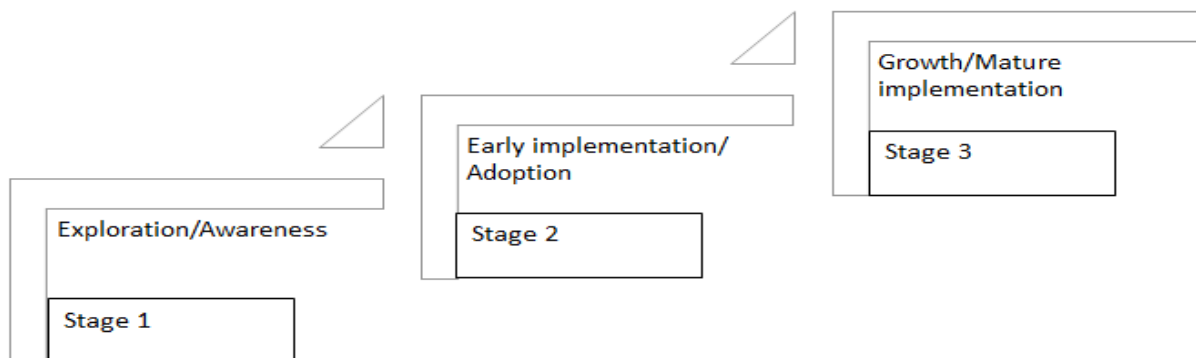 Exploration/Awareness
Stage 1
Early implementation/
Adoption
Stage 2
Growth/Mature
implementation
Stage 3